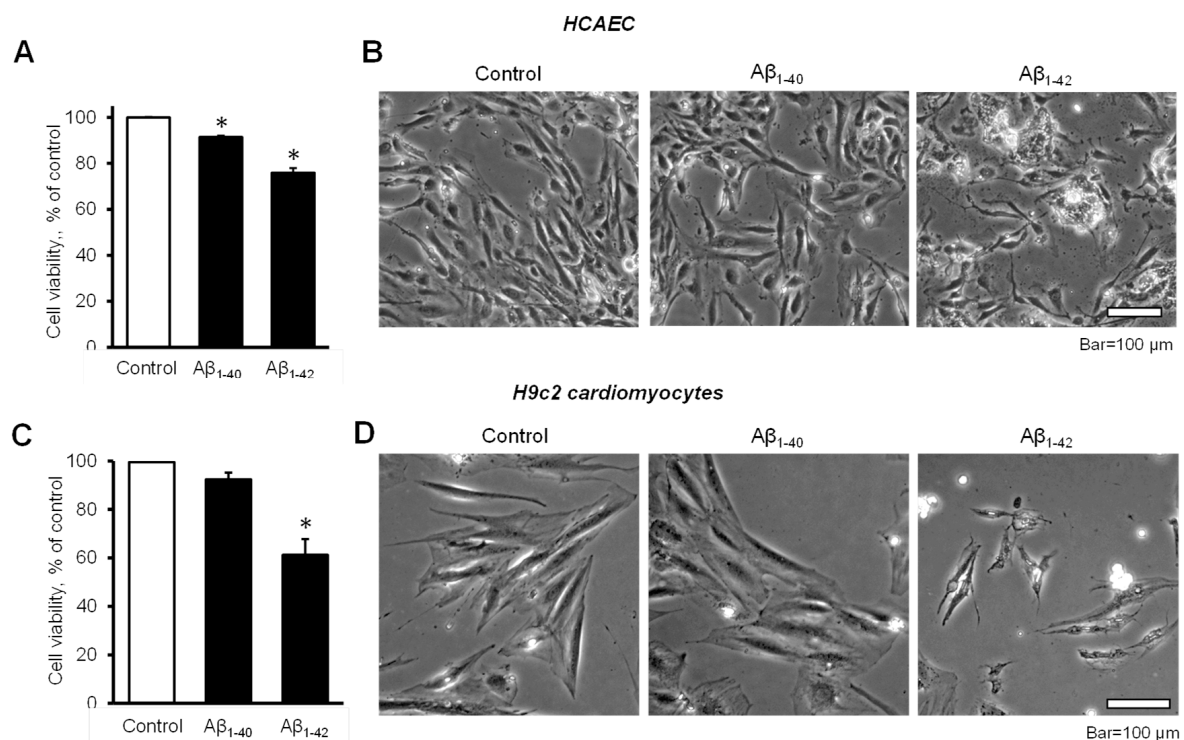 HCAEC
A
Cell viability,, % of control
100
80
60
40
20
0
*
*
Control Aβ1-40 Aβ1-42
B
Control Aβ1-40 Aβ1-42
Bar=100 µm
H9c2 cardiomyocytes
C
Cell viability, % of control
100
80
60
40
20
0
*
Control Aβ1-40 Aβ1-42
D
Control Aβ1-40 Aβ1-42
Bar=100 µm